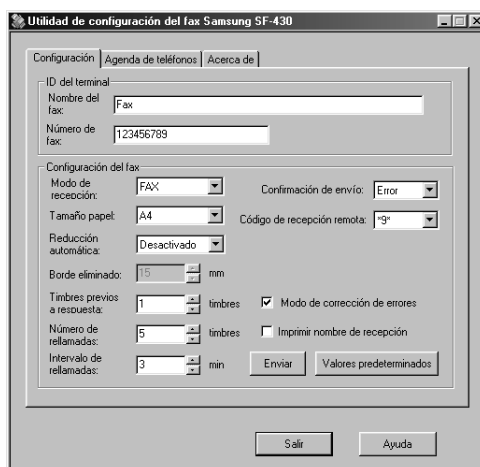 Utilidad de configuración del fax Samsung SF-430
Configuración Agenda de teléfonos Acerca de
ID del terminal
Nombre del fax: Fax
Número de fax: 123456789
Configuración del fax
Modo de recepción: FAX
Confirmación de envío: Error
Tamaño papel: A4
Código de recepción remota: *9*
Reducción automática: Desactivado
Borde eliminado: 15 mm
Timbres previos a respuesta: 1 timbres
Modo de corrección de errores
Número de rellamadas: 5 timbres
Imprimir nombre de recepción
Intervalo de rellamadas: 3 min
Enviar Valores predeterminados
Salir Ayuda